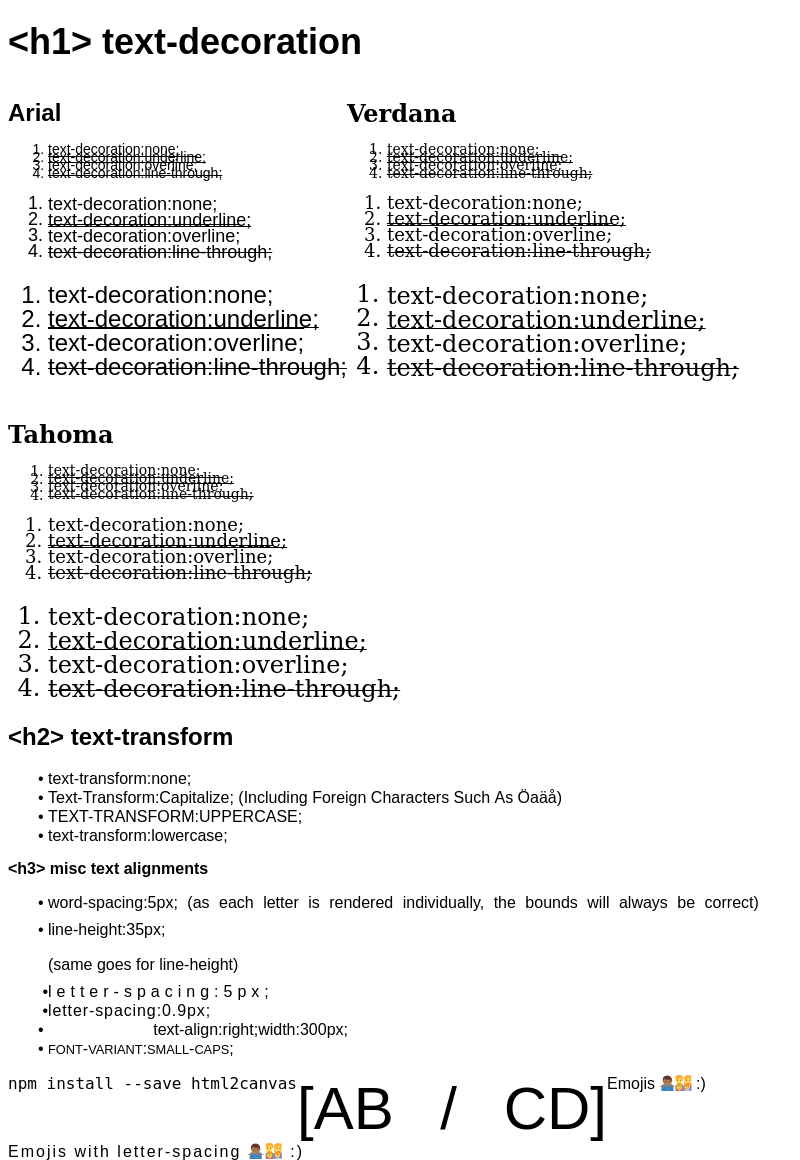 <h1> text-decoration
Arial
1. text-decoration:none;
2. text-decoration:underline;
3. text-decoration:overline;
4. text-decoration:line-through;
1. text-decoration:none;
2. text-decoration:underline;
3. text-decoration:overline;
4. text-decoration:line-through;
1. text-decoration:none;
2. text-decoration:underline;
3. text-decoration:overline;
4. text-decoration:line-through;
Verdana
1. text-decoration:none;
2. text-decoration:underline;
3. text-decoration:overline;
4. text-decoration:line-through;
1. text-decoration:none;
2. text-decoration:underline;
3. text-decoration:overline;
4. text-decoration:line-through;
1. text-decoration:none;
2. text-decoration:underline;
3. text-decoration:overline;
4. text-decoration:line-through;
Tahoma
1. text-decoration:none;
2. text-decoration:underline;
3. text-decoration:overline;
4. text-decoration:line-through;
1. text-decoration:none;
2. text-decoration:underline;
3. text-decoration:overline;
4. text-decoration:line-through;
1. text-decoration:none;
2. text-decoration:underline;
3. text-decoration:overline;
4. text-decoration:line-through;
<h2> text-transform
• text-transform:none;
• Text-Transform:Capitalize; (Including Foreign Characters Such As Öaäå)
• TEXT-TRANSFORM:UPPERCASE;
• text-transform:lowercase;
<h3> misc text alignments
• word-spacing:5px; (as each letter is rendered individually, the bounds will always be correct)
• line-height:35px;
(same goes for line-height)
• letter-spacing:5px;
• letter-spacing:0.9px;
• text-align:right;width:300px;
• FONT-VARIANT:SMALL-CAPS;
npm install --save html2canvas[AB / CD]Emojis 🤷🏾‍♂️👨‍❤️‍💋‍👨 :)
Emojis with letter-spacing 🤷🏾‍♂️👨‍❤️‍💋‍👨 :)